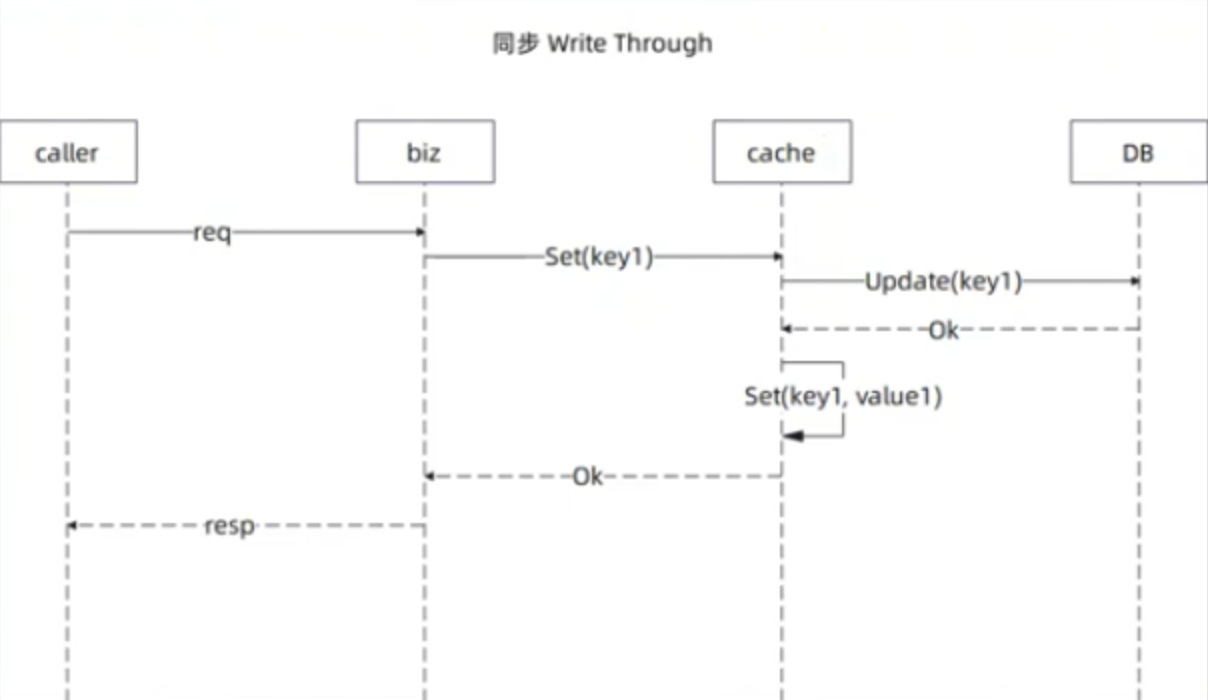 同步 Write Through
caller
biz
cache
DB
req
Set(key1)
Update(key1)
Ok
Set(key1, value1)
Ok
resp